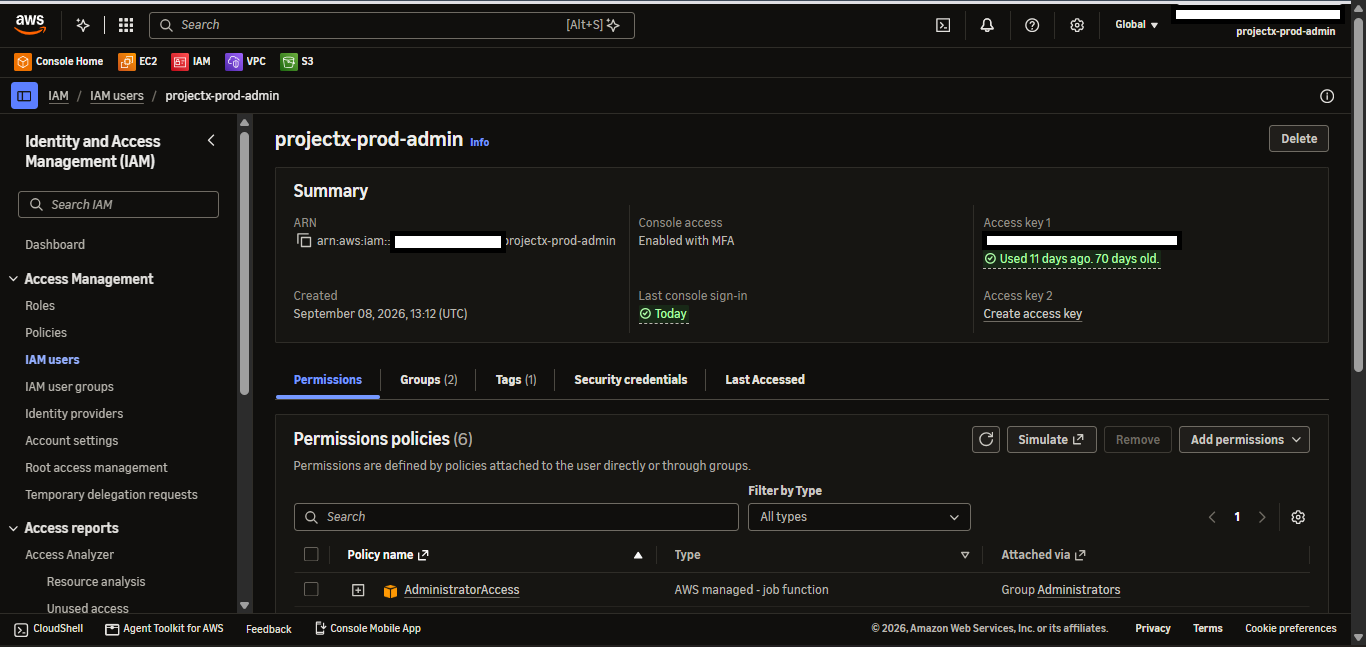 aws
Search [Alt+S]
Global
projectx-prod-admin
Console Home EC2 IAM VPC S3
IAM / IAM users / projectx-prod-admin
Identity and Access Management (IAM)
Search IAM
Dashboard
Access Management
Roles
Policies
IAM users
IAM user groups
Identity providers
Account settings
Root access management
Temporary delegation requests
Access reports
Access Analyzer
Resource analysis
Unused access
projectx-prod-admin Info
Delete
Summary
ARN
arn:aws:iam:: projectx-prod-admin
Console access
Enabled with MFA
Access key 1
Used 11 days ago. 70 days old.
Created
September 08, 2026, 13:12 (UTC)
Last console sign-in
Today
Access key 2
Create access key
Permissions Groups (2) Tags (1) Security credentials Last Accessed
Permissions policies (6)
Simulate Remove Add permissions
Permissions are defined by policies attached to the user directly or through groups.
Filter by Type
Search
All types
1
Policy name Type Attached via
AdministratorAccess AWS managed - job function Group Administrators
CloudShell Agent Toolkit for AWS Feedback Console Mobile App
© 2026, Amazon Web Services, Inc. or its affiliates. Privacy Terms Cookie preferences